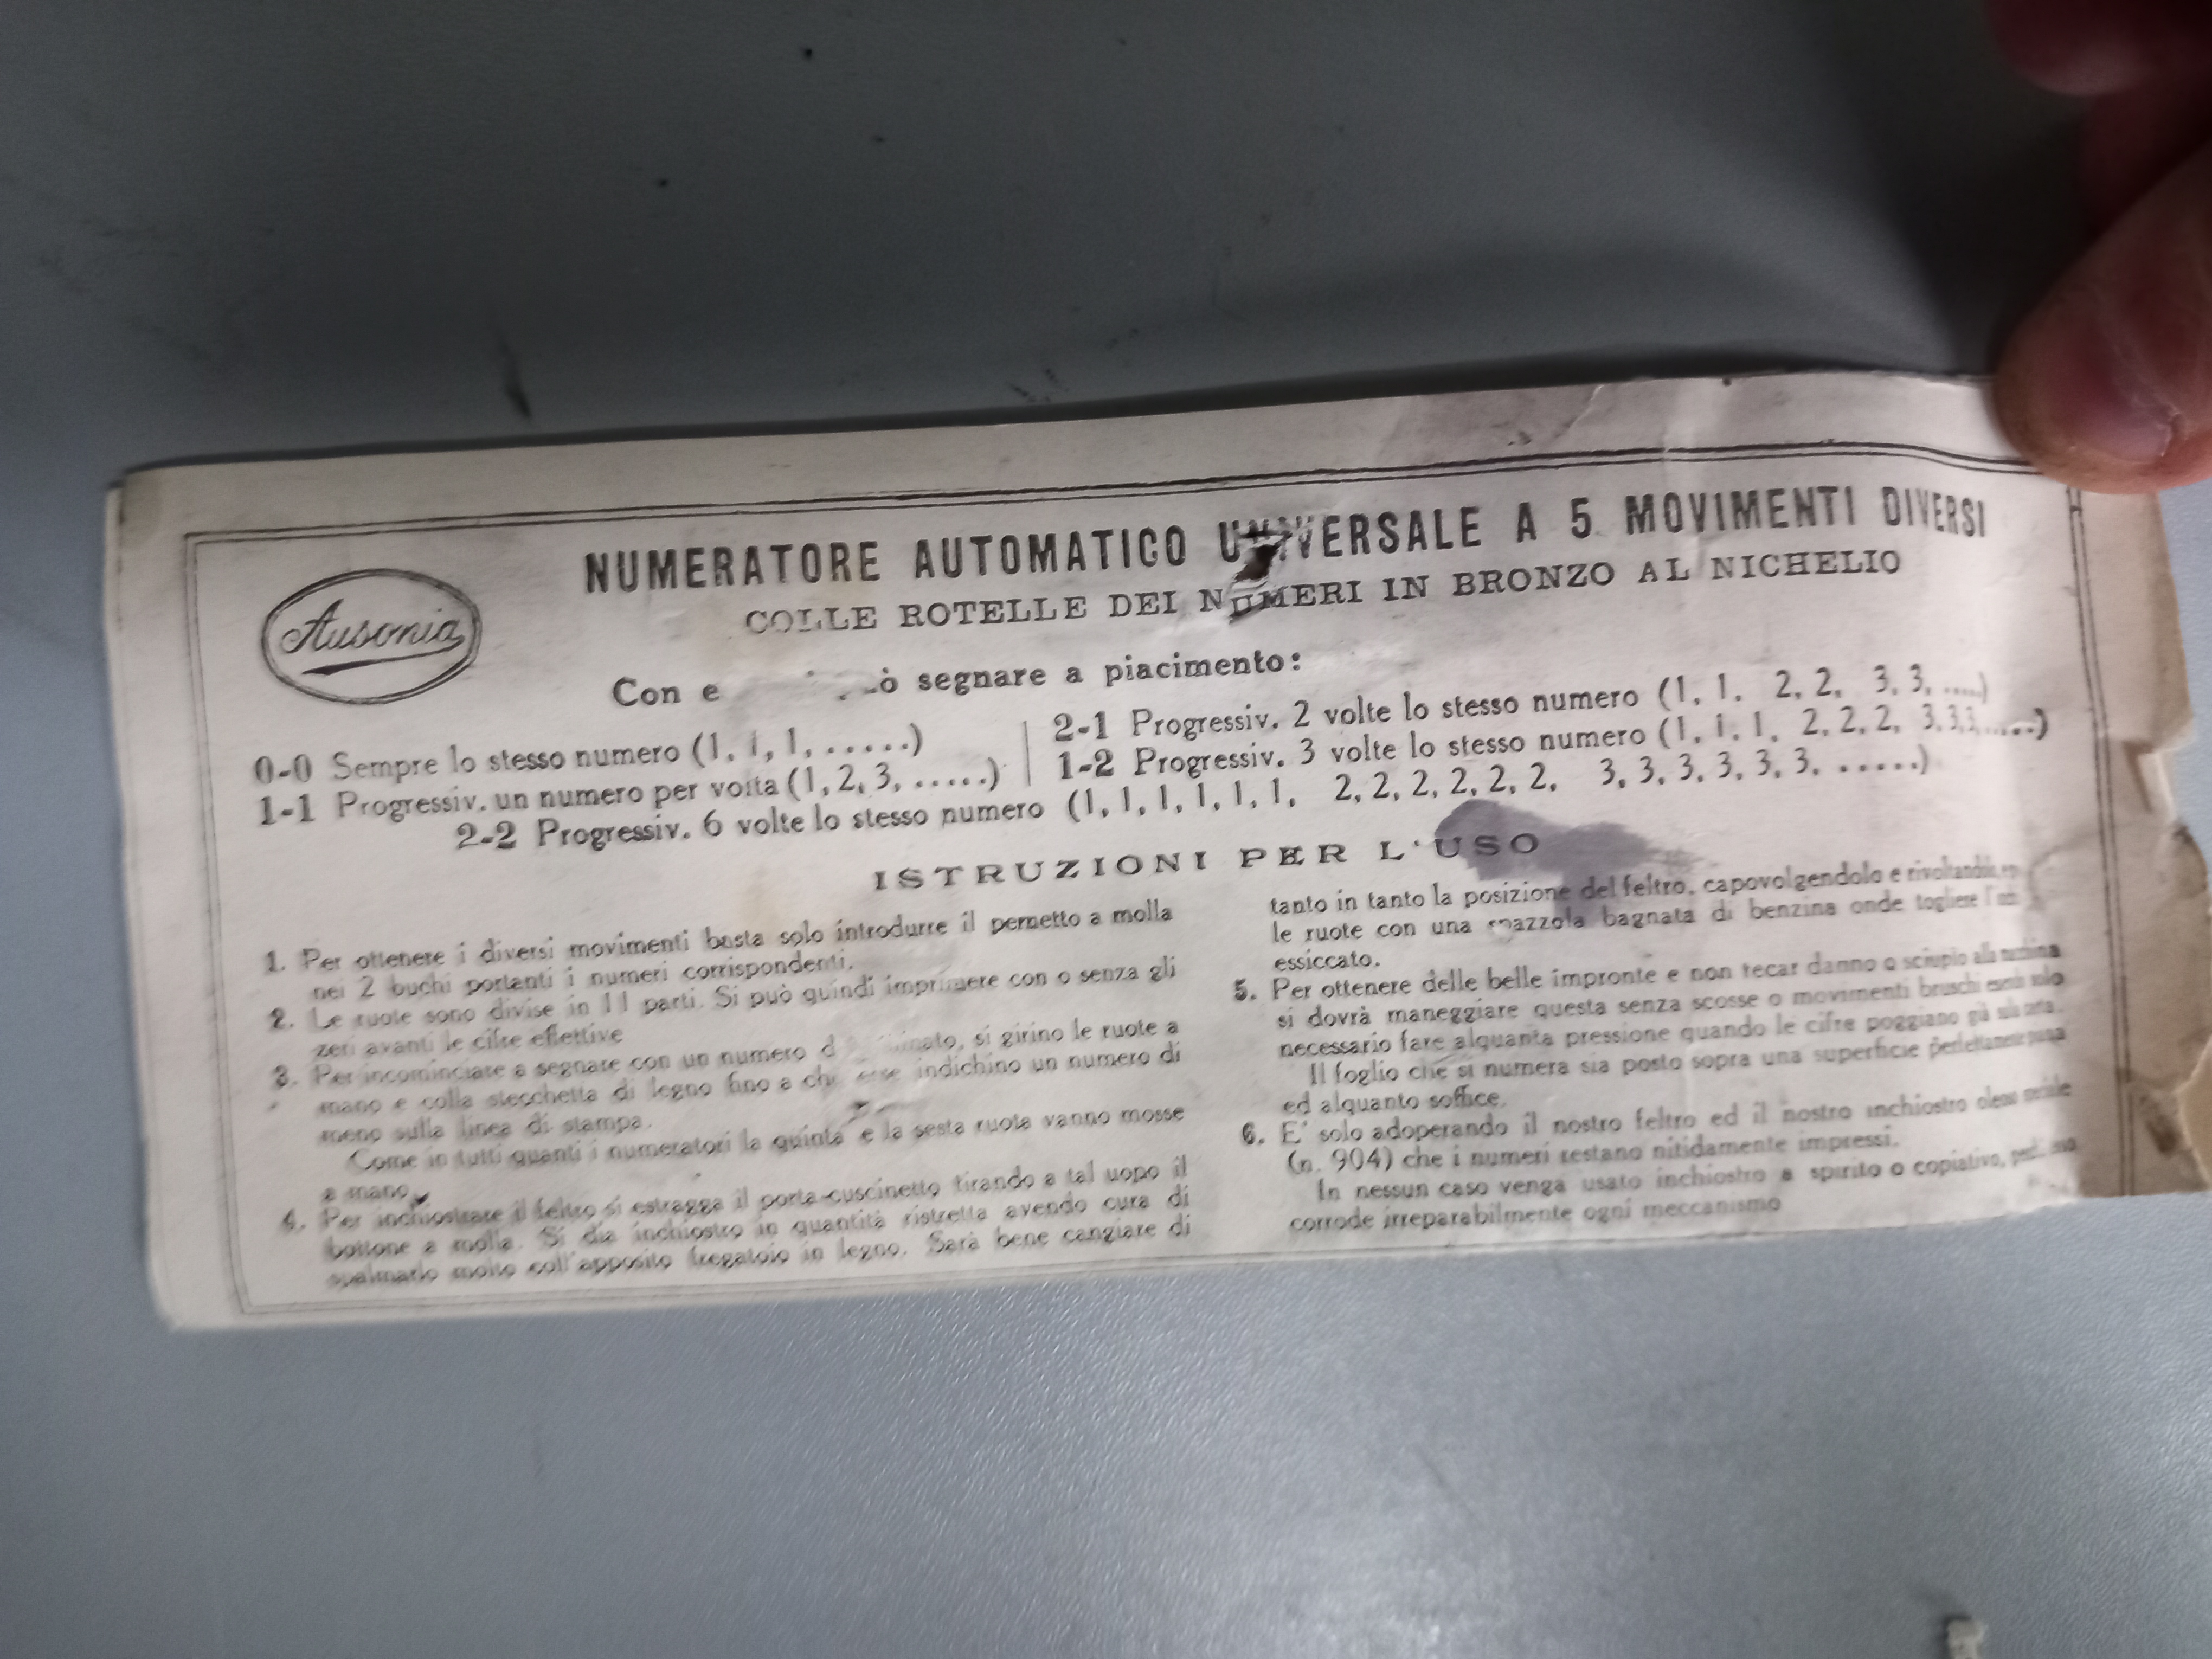 Ausonia
NUMERATORE AUTOMATICO UNIVERSALE A 5 MOVIMENTI DIVERSI
COLLE ROTELLE DEI NUMERI IN BRONZO AL NICHELIO
Con e ò segnare a piacimento:
0-0 Sempre lo stesso numero (1, 1, 1, .....)
1-1 Progressiv. un numero per volta (1, 2, 3, .....)
2-1 Progressiv. 2 volte lo stesso numero (1, 1. 2, 2, 3, 3, ....)
1-2 Progressiv. 3 volte lo stesso numero (1, 1, 1, 2, 2, 2, 3, 3, 3, .....)
2-2 Progressiv. 6 volte lo stesso numero (1, 1, 1, 1, 1, 1, 2, 2, 2, 2, 2, 2, 3, 3, 3, 3, 3, 3, .....)
ISTRUZIONI PER L'USO
1. Per ottenere i diversi movimenti basta solo introdurre il pernetto a molla
nei 2 buchi portanti i numeri corrispondenti.
2. Le ruote sono divise in 11 parti. Si può quindi imprimere con o senza gli
zeri avanti le cifre effettive
3. Per incominciare a segnare con un numero si girino le ruote a
mano e colla stecchetta di legno fino a che esse indichino un numero di
meno sulla linea di stampa.
Come in tutti quanti i numeratori la quinta e la sesta ruota vanno mosse
a mano.
4. Per inchiostrare il feltro si estragga il porta-cuscinetto tirando a tal uopo il
bottone a molla. Si dia inchiostro in quantità ristretta avendo cura di
spalmarlo molto coll'apposito fregatoio in legno. Sarà bene cangiare di
tanto in tanto la posizione del feltro, capovolgendolo e
le ruote con una spazzola bagnata di benzina onde togliere
essiccato.
5. Per ottenere delle belle impronte e non recar danno o sciupio alla macchina
si dovrà maneggiare questa senza scosse o movimenti bruschi solo
necessario fare alquanta pressione quando le cifre poggiano già sulla carta.
Il foglio che si numera sia posto sopra una superficie perfettamente piana
ed alquanto soffice.
6. E' solo adoperando il nostro feltro ed il nostro inchiostro
(n. 904) che i numeri restano nitidamente impressi.
In nessun caso venga usato inchiostro a spirito o copiativo,
corrode irreparabilmente ogni meccanismo